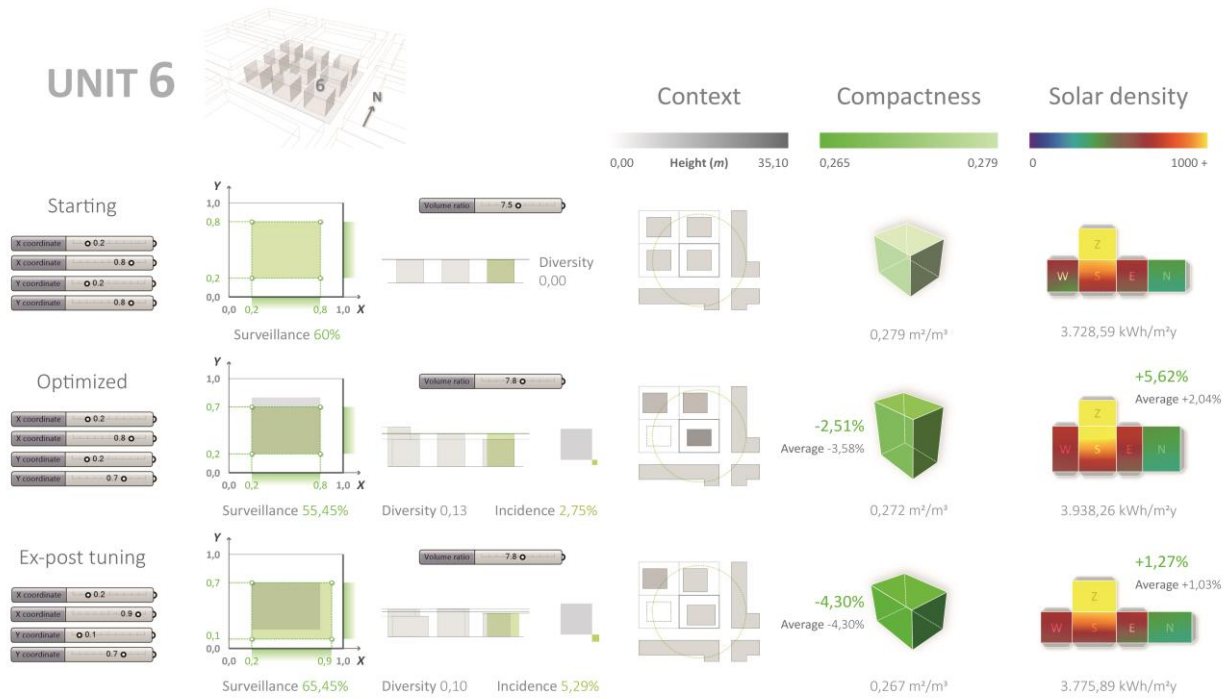 UNIT 6
6
N
Context
Compactness
Solar density
0,00
Height (m)
35,10
0,265
0,279
0
1000 +
Starting
X coordinate 0.2
X coordinate 0.8
Y coordinate 0.2
Y coordinate 0.8
Y
1,0
0,8
0,2
0,0
0,0 0,2 0,8 1,0 X
Surveillance 60%
Volume ratio 7.5
Diversity
0,00
0,279 m²/m³
Z
W S E N
3.728,59 kWh/m²y
Optimized
X coordinate 0.2
X coordinate 0.8
Y coordinate 0.2
Y coordinate 0.7
Y
1,0
0,7
0,2
0,0
0,0 0,2 0,8 1,0 X
Surveillance 55,45%
Volume ratio 7.8
Diversity 0,13
Incidence 2,75%
-2,51%
Average -3,58%
0,272 m²/m³
+5,62%
Average +2,04%
Z
W S E N
3.938,26 kWh/m²y
Ex-post tuning
X coordinate 0.2
X coordinate 0.9
Y coordinate 0.1
Y coordinate 0.7
Y
1,0
0,7
0,1
0,0
0,0 0,2 0,9 1,0 X
Surveillance 65,45%
Volume ratio 7.8
Diversity 0,10
Incidence 5,29%
-4,30%
Average -4,30%
0,267 m²/m³
+1,27%
Average +1,03%
Z
W S E N
3.775,89 kWh/m²y